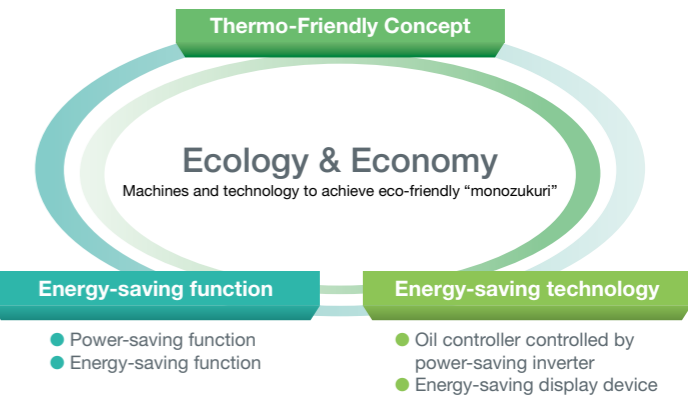 Thermo-Friendly Concept
Ecology & Economy
Machines and technology to achieve eco-friendly “monozukuri”
Energy-saving function
● Power-saving function
● Energy-saving function
Energy-saving technology
● Oil controller controlled by
power-saving inverter
● Energy-saving display device